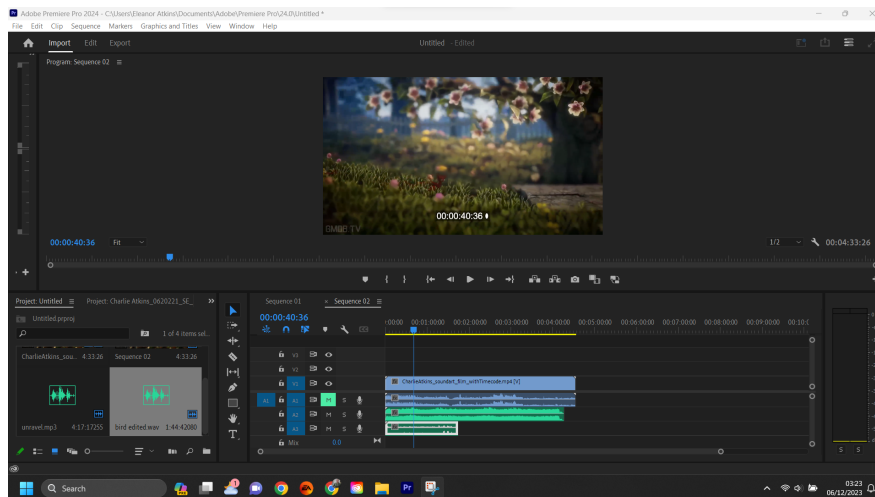 Adobe Premiere Pro 2024 - C:\Users\Eleanor Atkins\Documents\Adobe\Premiere Pro\24.0\Untitled *
File Edit Clip Sequence Markers Graphics and Titles View Window Help
Import Edit Export
Untitled - Edited
Program: Sequence 02
00:00:40:36
BMBB TV
00:00:40:36 Fit 1/2 00:04:33:26
Project: Untitled Project: Charlie Atkins_0620221_SE_
Untitled.prproj
1 of 4 items sel...
CharlieAtkins_sou... 4:33:26 Sequence 02 4:33:26
unravel.mp3 4:17:17255 bird edited.wav 1:44:42080
Sequence 01 × Sequence 02
00:00:40:36
:00:00 00:01:00:00 00:02:00:00 00:03:00:00 00:04:00:00 00:05:00:00 00:06:00:00 00:07:00:00 00:08:00:00 00:09:00:00 00:10:0
V3
V2
V1 CharlieAtkins_soundart_film_withTimecode.mp4 [V]
A1 A1 M S
A2 M S
A3 M S
Mix 0.0
S S
Search
Pr
03:23
06/12/2023